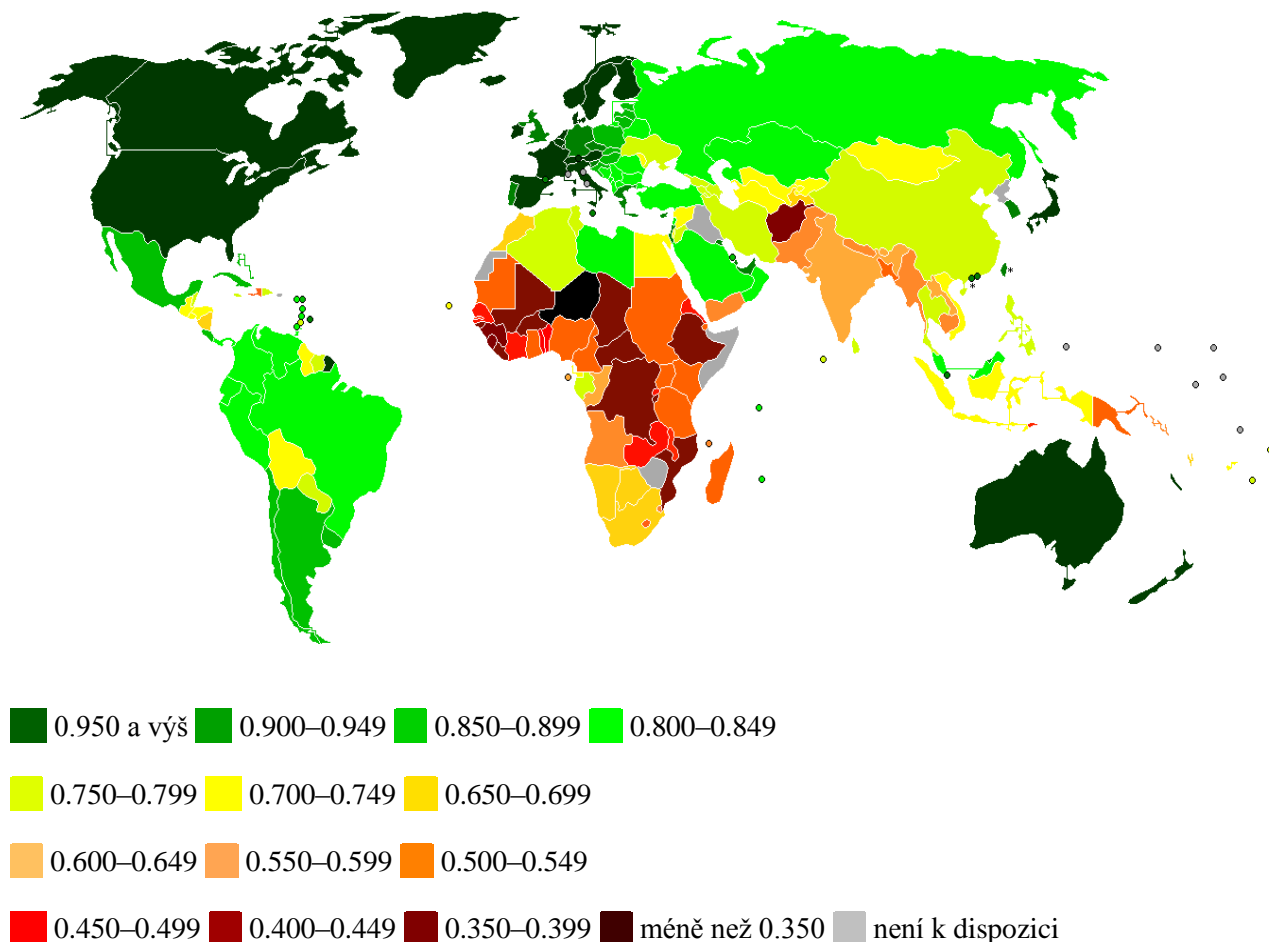 *
*
0.950 a výš 0.900–0.949 0.850–0.899 0.800–0.849
0.750–0.799 0.700–0.749 0.650–0.699
0.600–0.649 0.550–0.599 0.500–0.549
0.450–0.499 0.400–0.449 0.350–0.399 méně než 0.350 není k dispozici